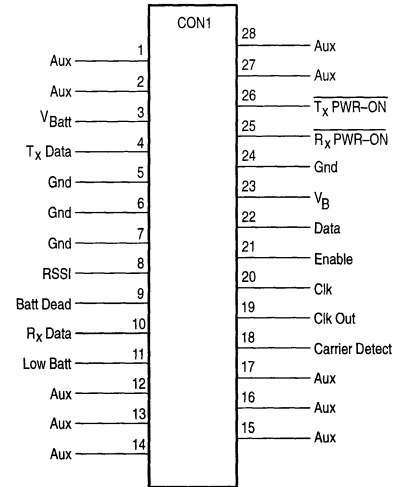 CON1
Aux 1
Aux 2
VBatt 3
Tx Data 4
Gnd 5
Gnd 6
Gnd 7
RSSI 8
Batt Dead 9
Rx Data 10
Low Batt 11
Aux 12
Aux 13
Aux 14
28 Aux
27 Aux
26 Tx PWR–ON
25 Rx PWR–ON
24 Gnd
23 VB
22 Data
21 Enable
20 Clk
19 Clk Out
18 Carrier Detect
17 Aux
16 Aux
15 Aux